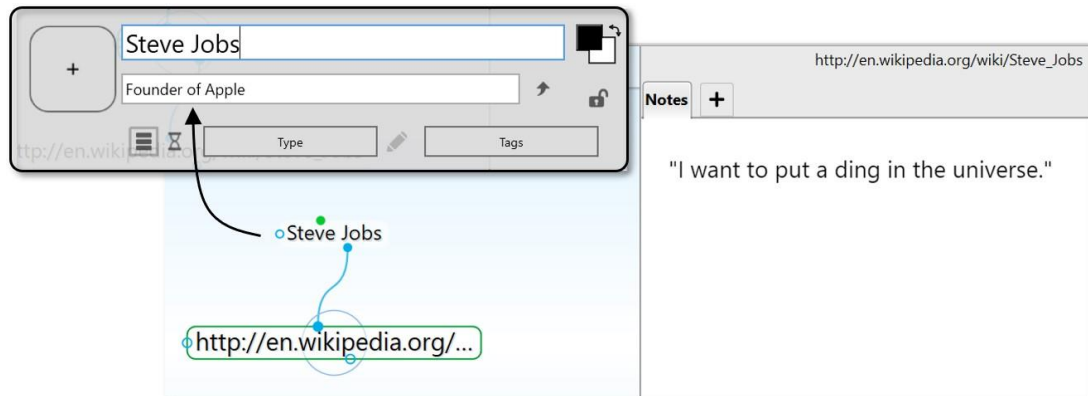 Steve Jobs
Founder of Apple
Type
Tags
http://en.wikipedia.org/wiki/Steve_Jobs
Notes +
"I want to put a ding in the universe."
Steve Jobs
http://en.wikipedia.org/...